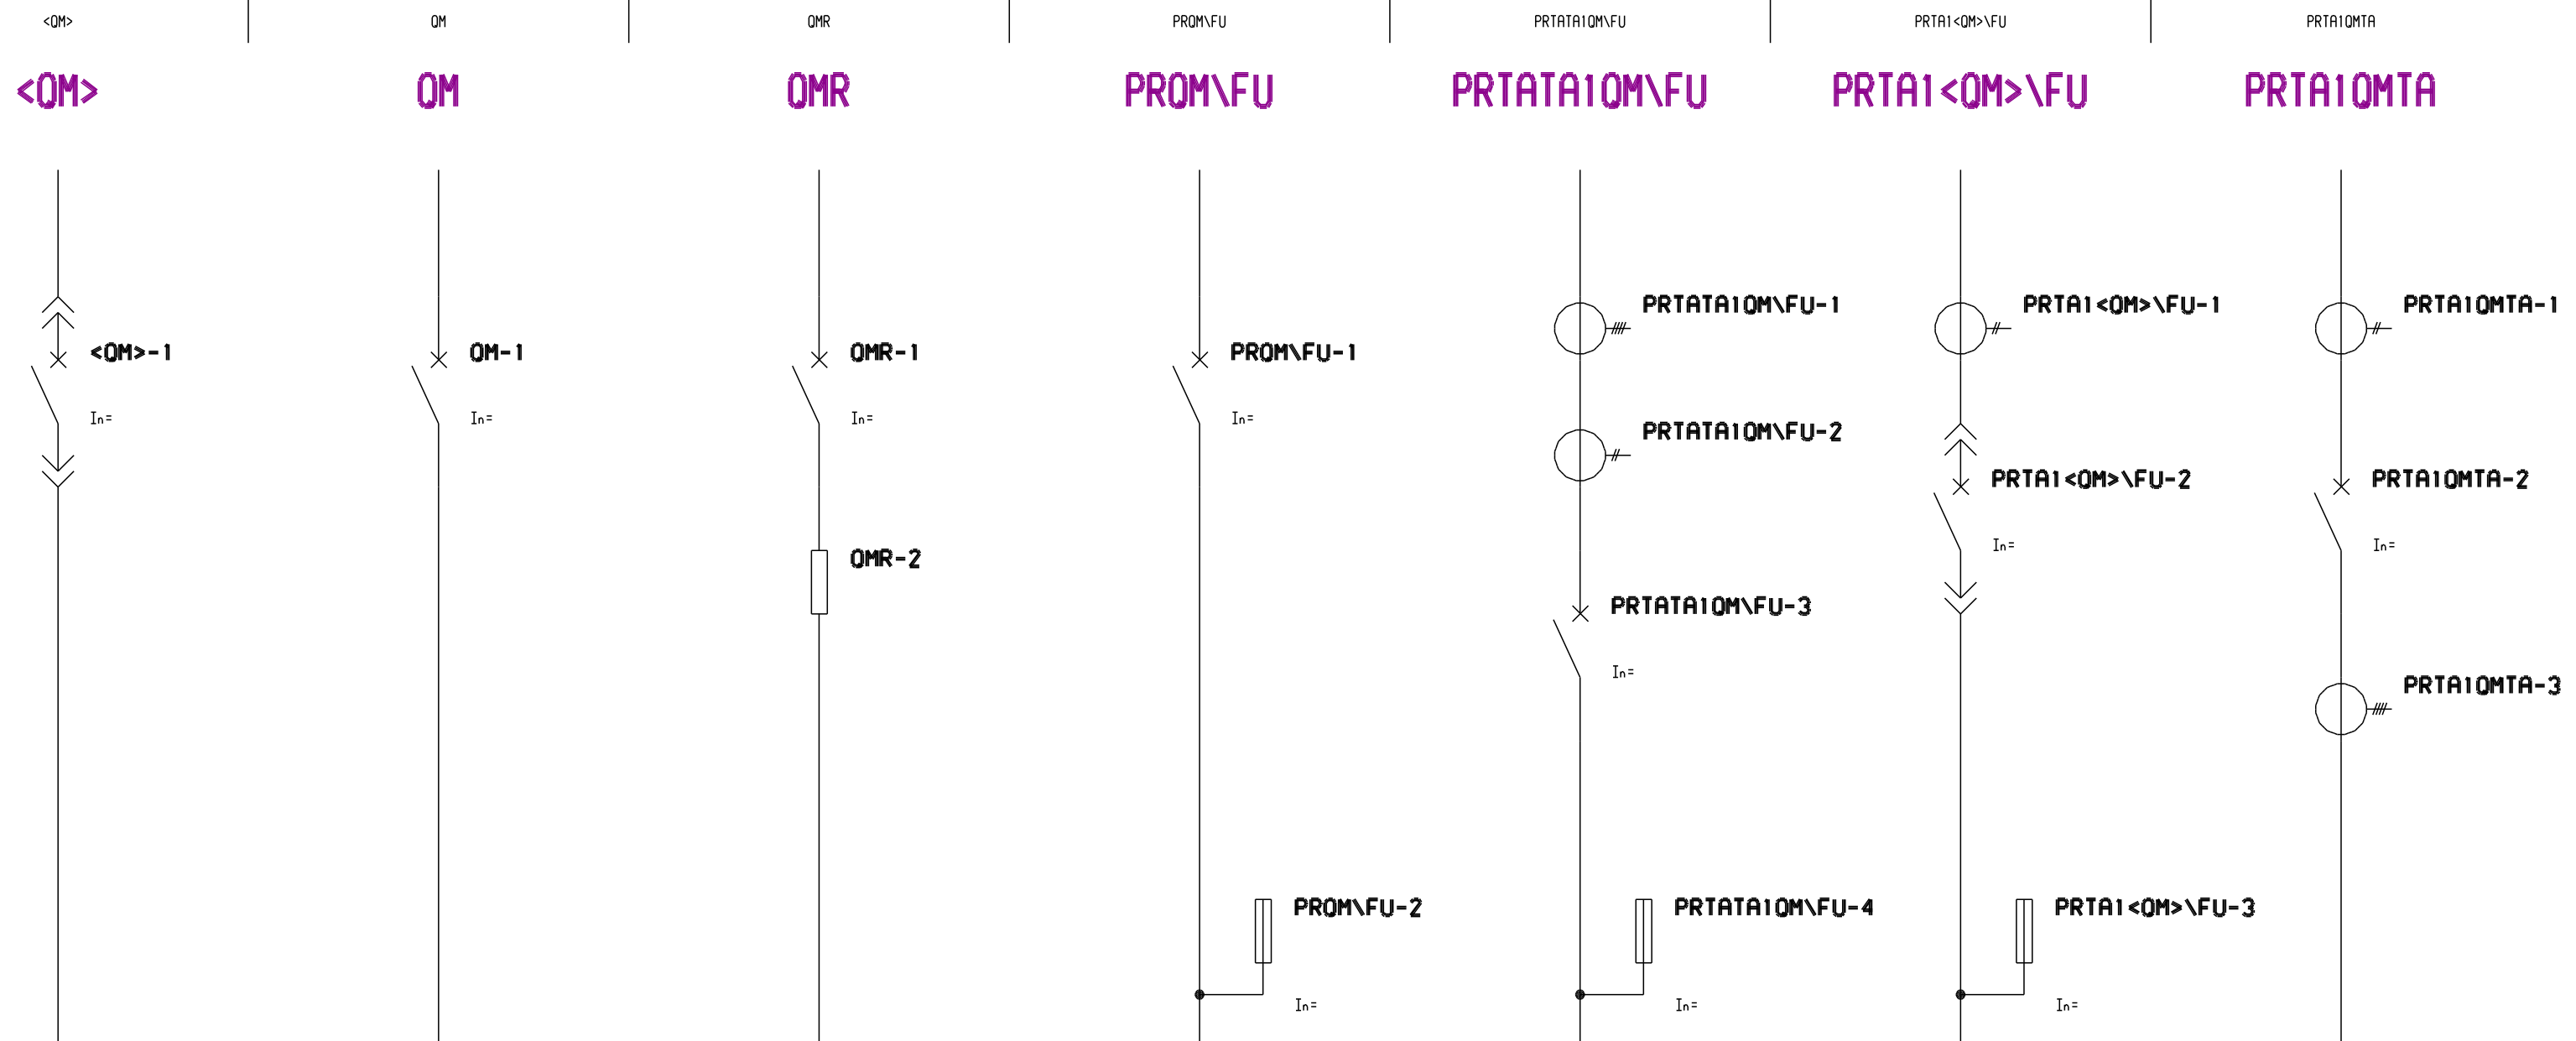 <QM>
QM
QMR
PRQM\FU
PRTATA1QM\FU
PRTA1<QM>\FU
PRTA1QMTA
<QM>
QM
QMR
PRQM\FU
PRTATA1QM\FU
PRTA1<QM>\FU
PRTA1QMTA
<QM>-1
In=
QM-1
In=
QMR-1
In=
QMR-2
PRQM\FU-1
In=
PRQM\FU-2
In=
PRTATA1QM\FU-1
PRTATA1QM\FU-2
PRTATA1QM\FU-3
In=
PRTATA1QM\FU-4
In=
PRTA1<QM>\FU-1
PRTA1<QM>\FU-2
In=
PRTA1<QM>\FU-3
In=
PRTA1QMTA-1
PRTA1QMTA-2
In=
PRTA1QMTA-3